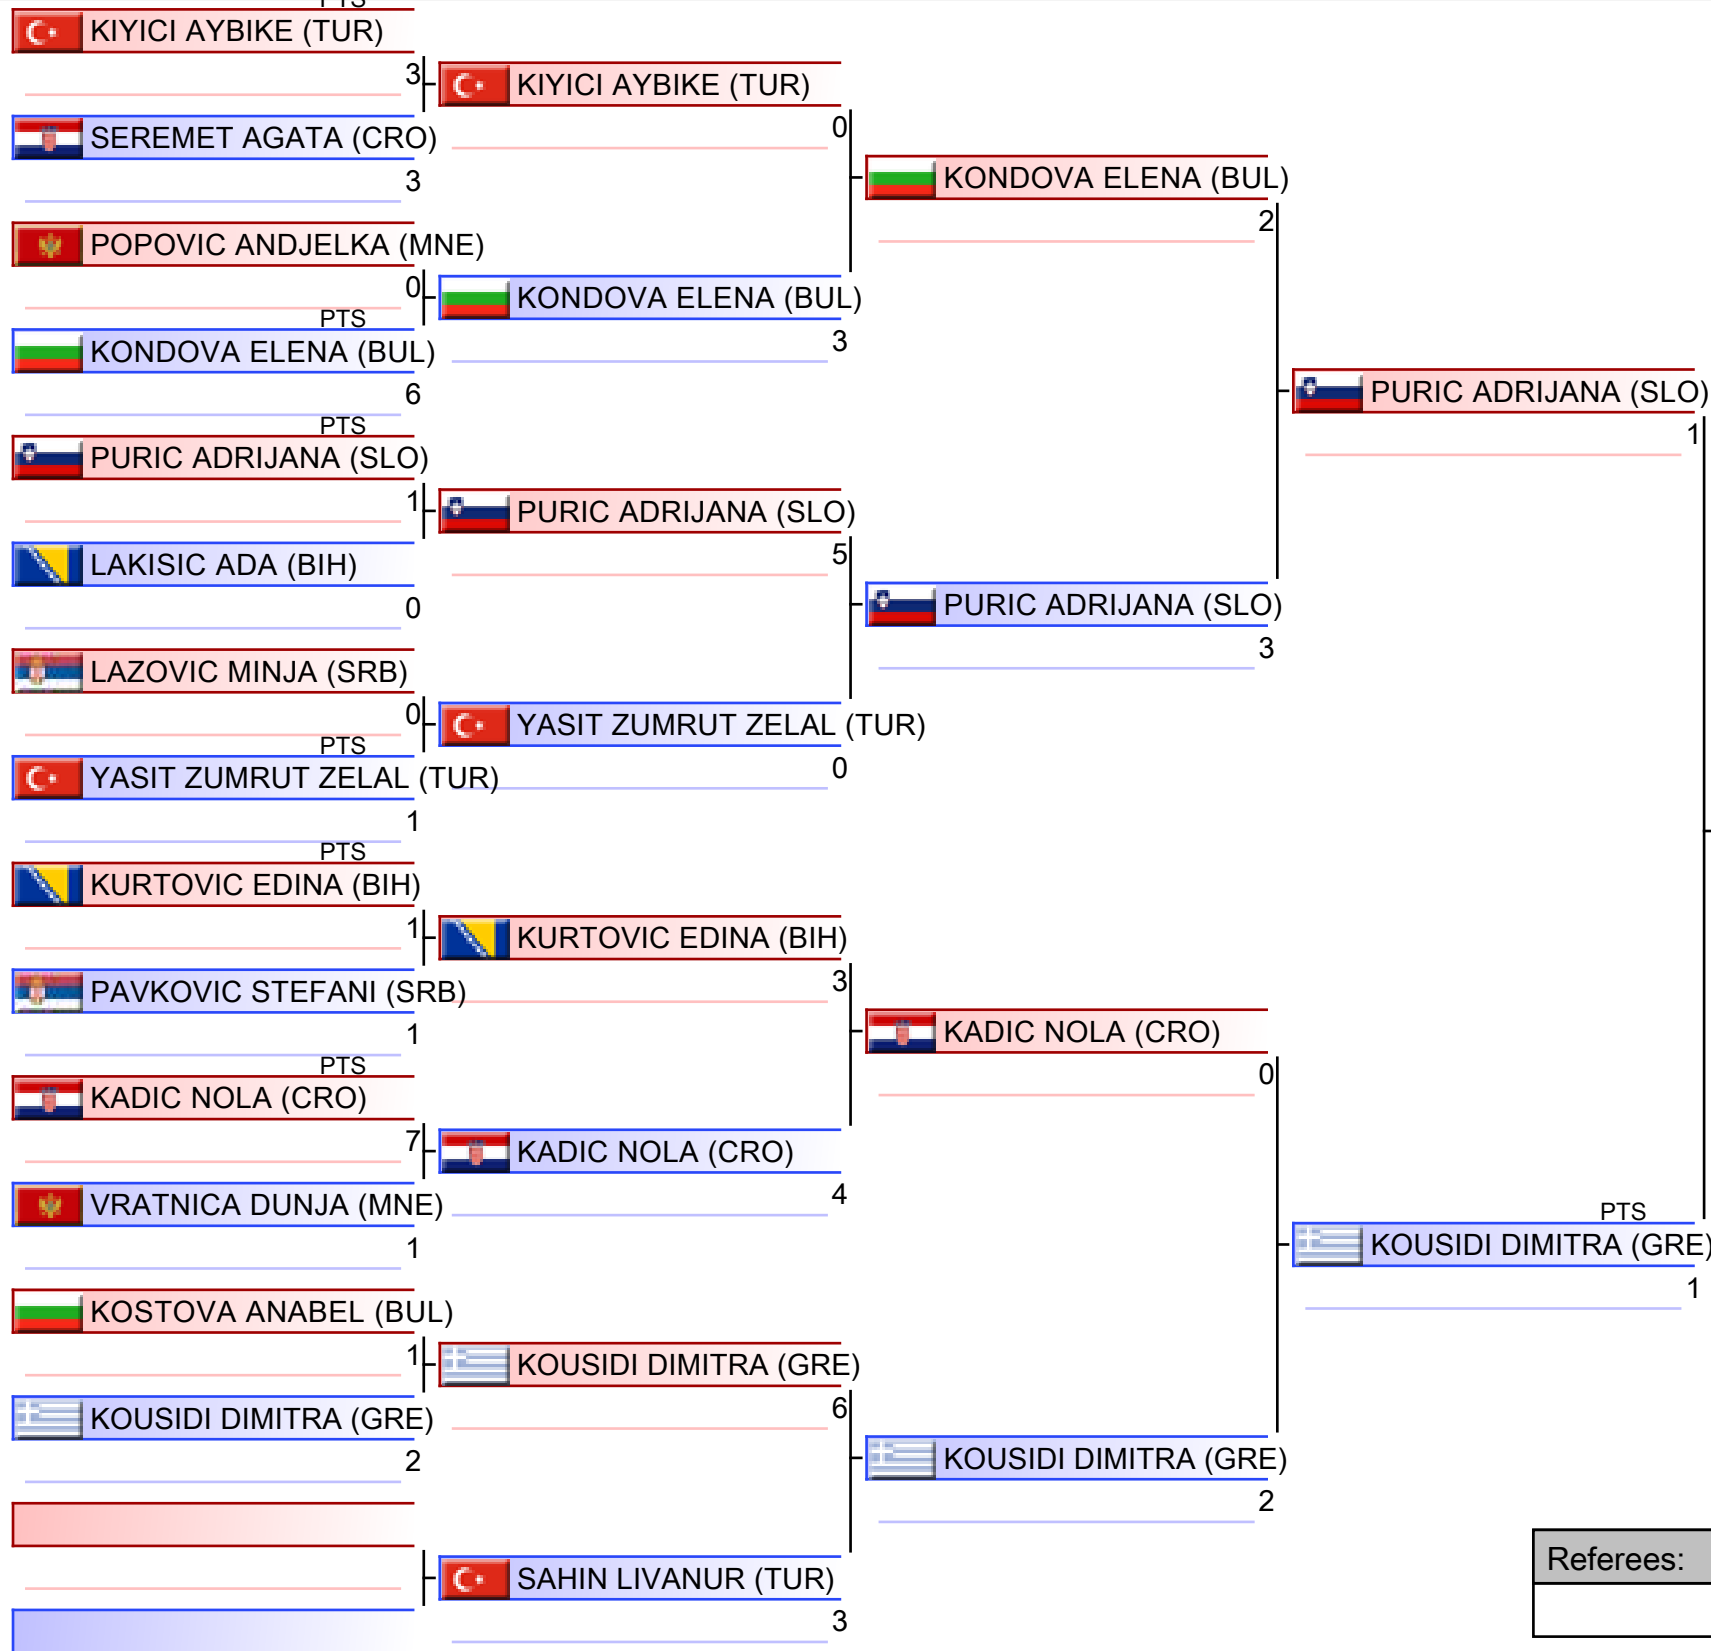 PTS
KIYICI AYBIKE (TUR)
3
SEREMET AGATA (CRO)
3
POPOVIC ANDJELKA (MNE)
0
PTS
KONDOVA ELENA (BUL)
6
PTS
PURIC ADRIJANA (SLO)
1
LAKISIC ADA (BIH)
0
LAZOVIC MINJA (SRB)
0
PTS
YASIT ZUMRUT ZELAL (TUR)
1
PTS
KURTOVIC EDINA (BIH)
1
PAVKOVIC STEFANI (SRB)
1
PTS
KADIC NOLA (CRO)
7
VRATNICA DUNJA (MNE)
1
KOSTOVA ANABEL (BUL)
1
KOUSIDI DIMITRA (GRE)
2
KIYICI AYBIKE (TUR)
0
KONDOVA ELENA (BUL)
3
PURIC ADRIJANA (SLO)
5
YASIT ZUMRUT ZELAL (TUR)
0
KURTOVIC EDINA (BIH)
3
KADIC NOLA (CRO)
4
KOUSIDI DIMITRA (GRE)
6
SAHIN LIVANUR (TUR)
3
KONDOVA ELENA (BUL)
2
PURIC ADRIJANA (SLO)
3
KADIC NOLA (CRO)
0
KOUSIDI DIMITRA (GRE)
2
PURIC ADRIJANA (SLO)
1
PTS
KOUSIDI DIMITRA (GRE)
1
Referees: